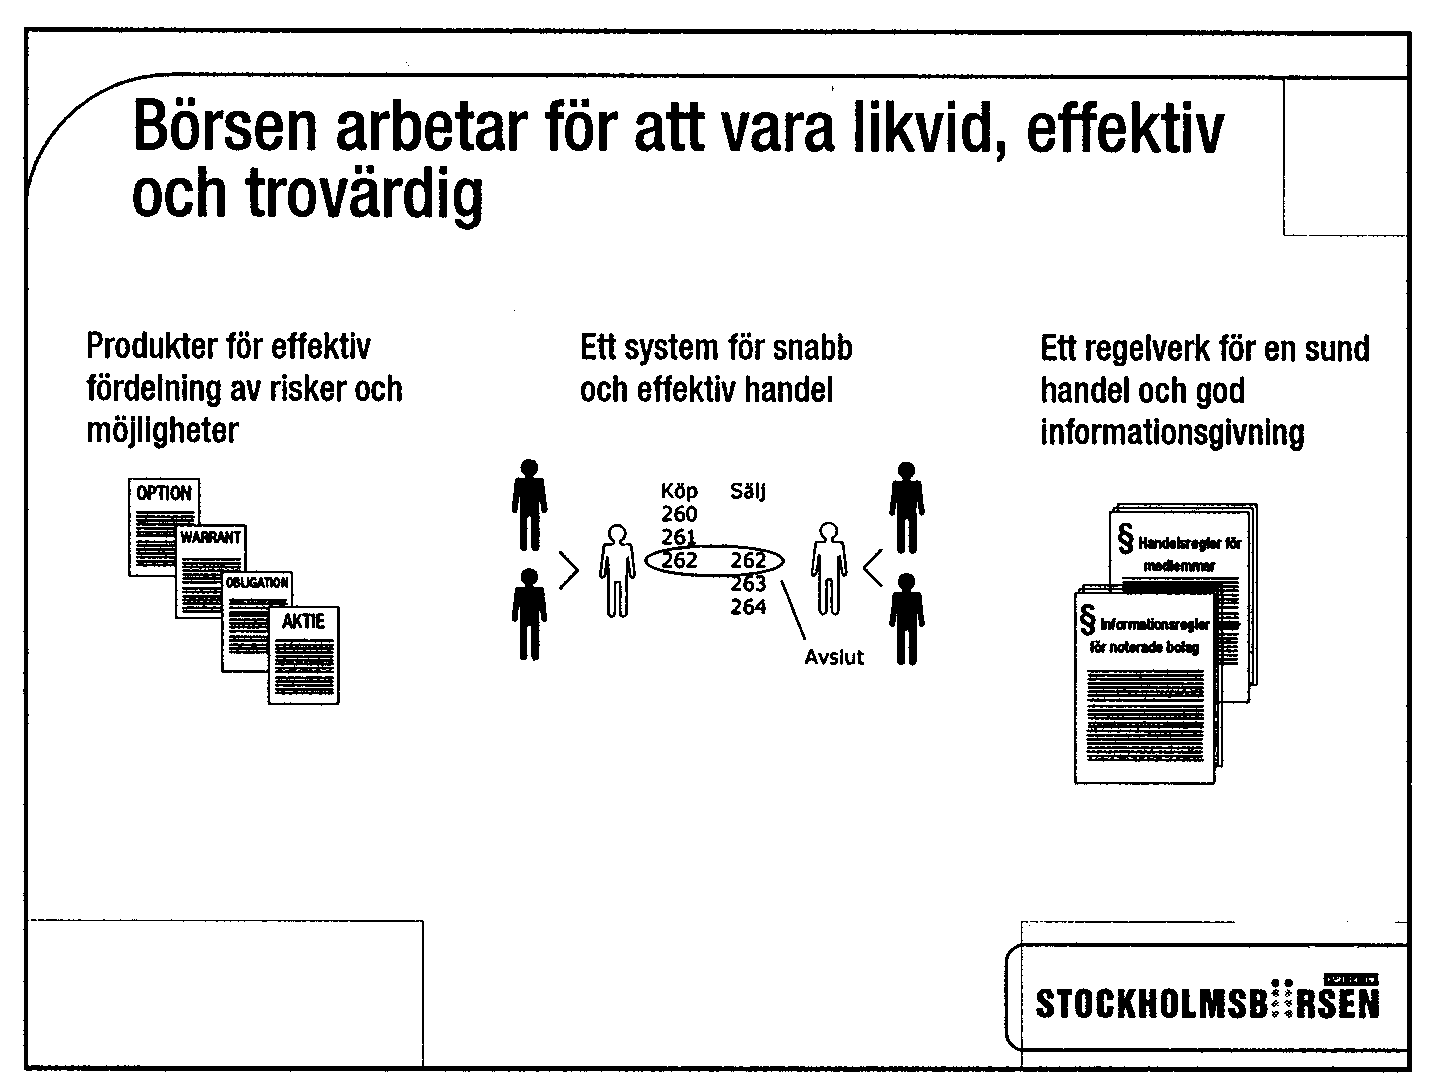 Börsen arbetar för att vara likvid, effektiv
och trovärdig
Produkter för effektiv
fördelning av risker och
möjligheter
OPTION
WARRANT
OBLIGATION
AKTIE
Ett system för snabb
och effektiv handel
Köp Sälj
260
261
262 262
263
264
Avslut
Ett regelverk för en sund
handel och god
informationsgivning
§ Handelsregler för
medlemmar
§ Informationsregler
för noterade bolag
STOCKHOLMSBÖRSEN